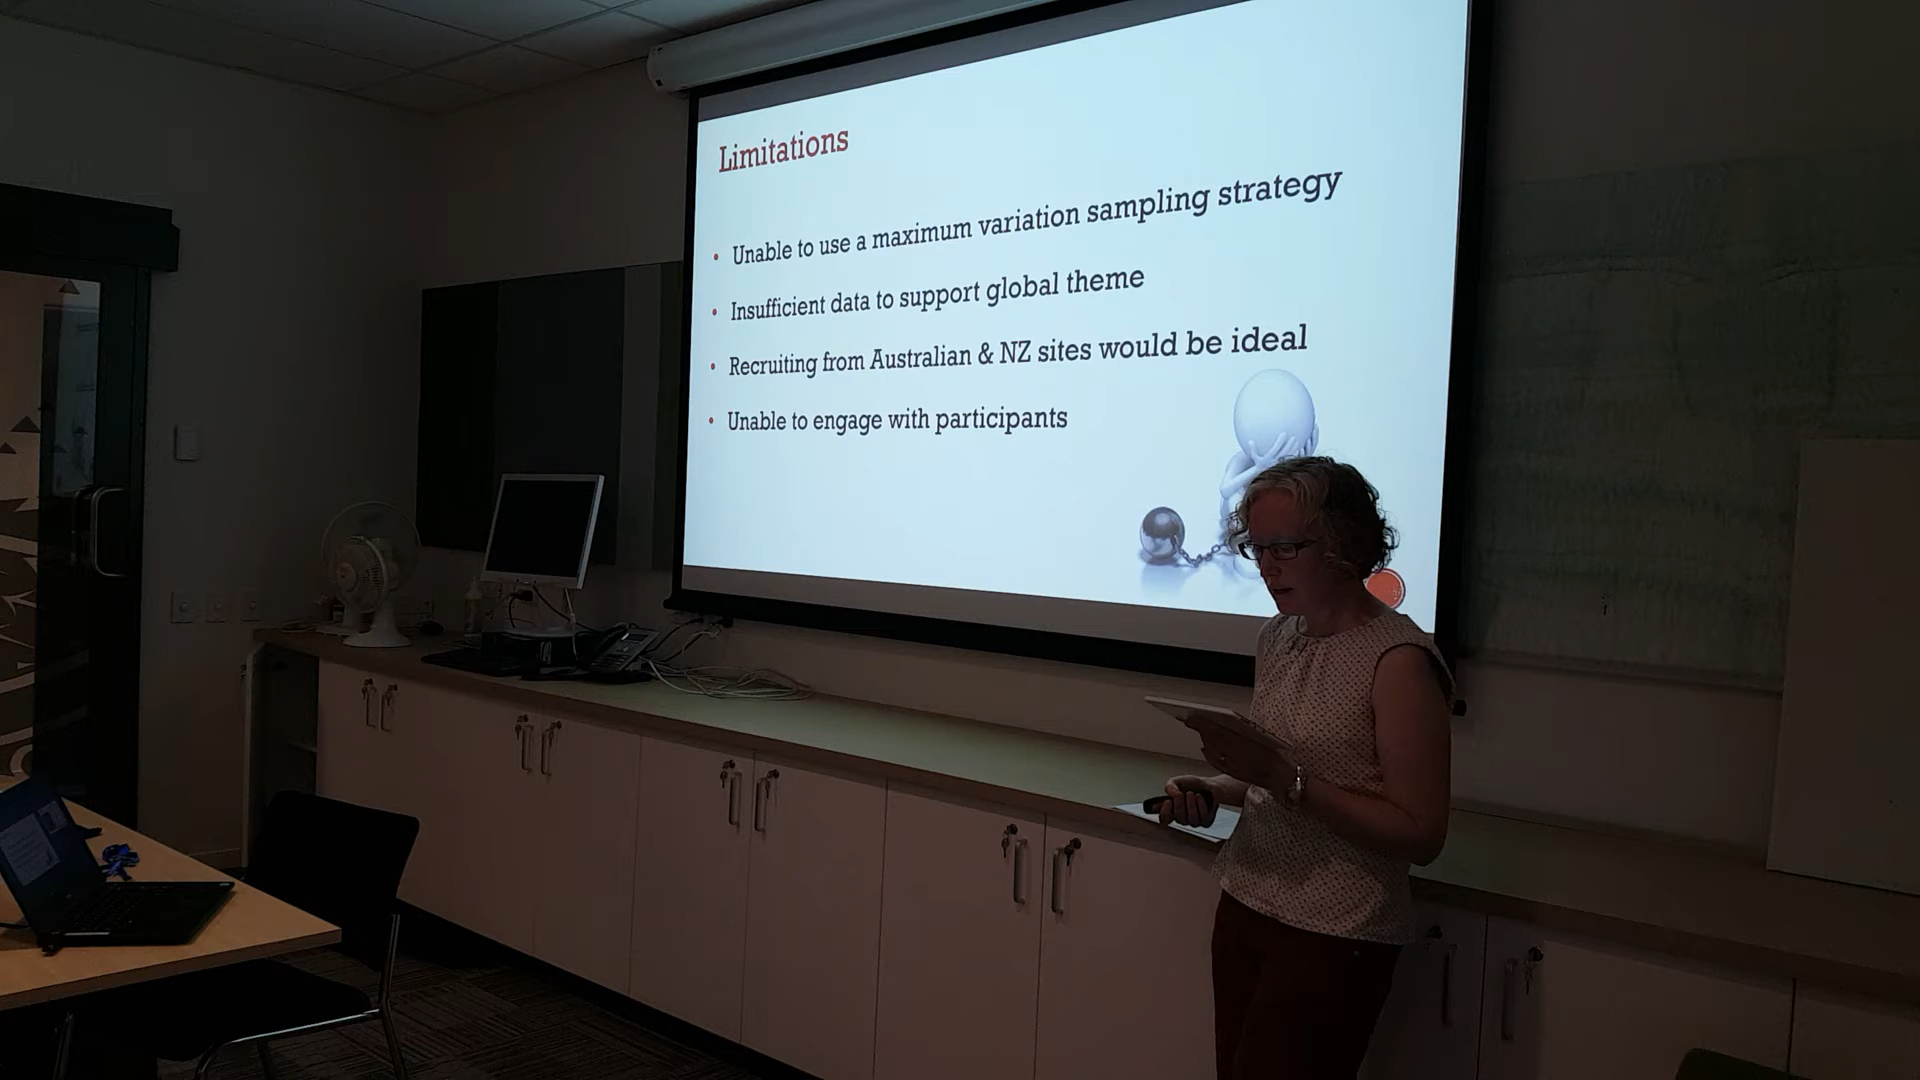 Limitations
• Unable to use a maximum variation sampling strategy
• Insufficient data to support global theme
• Recruiting from Australian & NZ sites would be ideal
• Unable to engage with participants